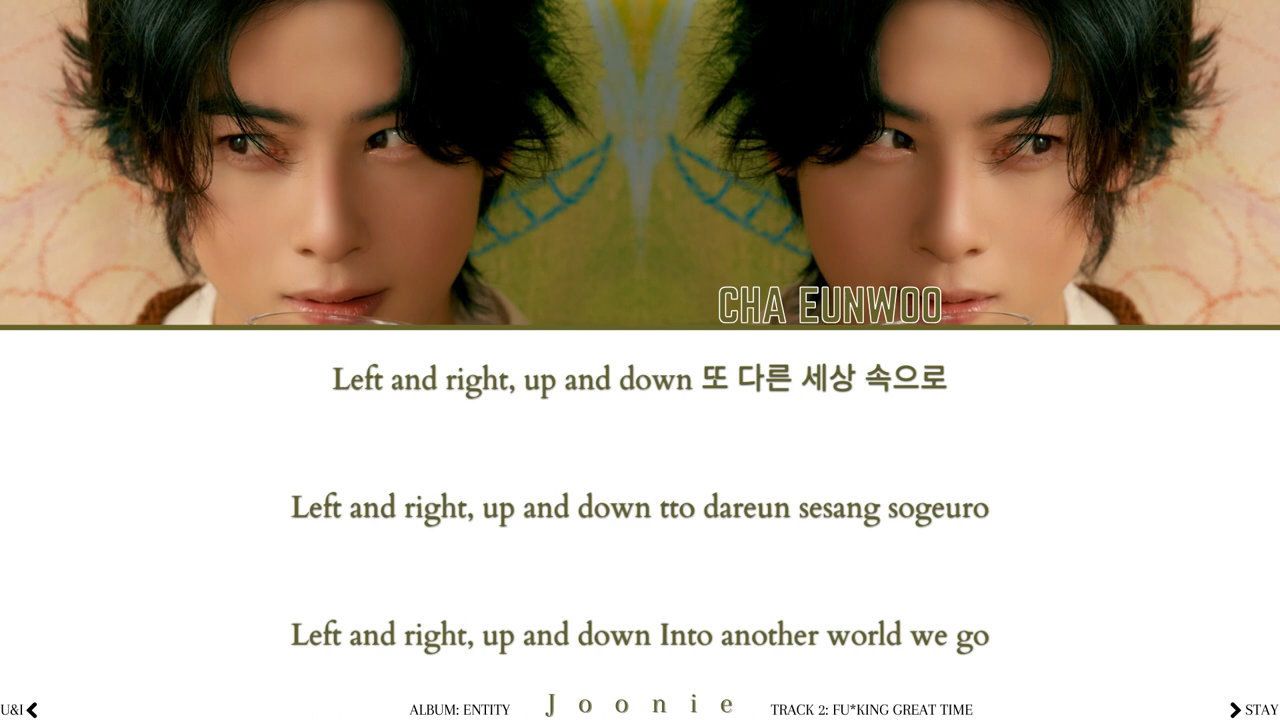 CHA EUNWOO
Left and right, up and down 또 다른 세상 속으로
Left and right, up and down tto dareun sesang sogeuro
Left and right, up and down Into another world we go
U&I ALBUM: ENTITY Joonie TRACK 2: FU*KING GREAT TIME STAY